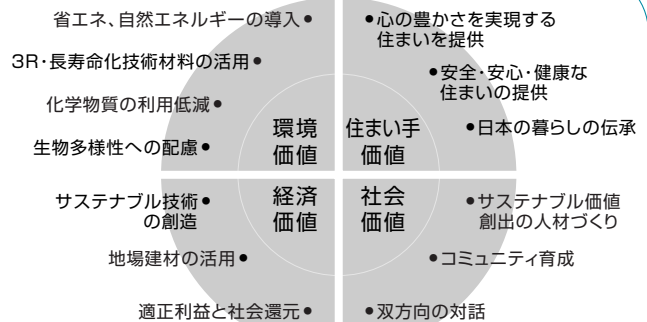 省エネ、自然エネルギーの導入●
3R・長寿命化技術材料の活用●
化学物質の利用低減●
生物多様性への配慮●
環境
価値
●心の豊かさを実現する
住まいを提供
●安全・安心・健康な
住まいの提供
●日本の暮らしの伝承
住まい手
価値
サステナブル技術●
の創造
地場建材の活用●
適正利益と社会還元●
経済
価値
社会
価値
●サステナブル価値
創出の人材づくり
●コミュニティ育成
●双方向の対話